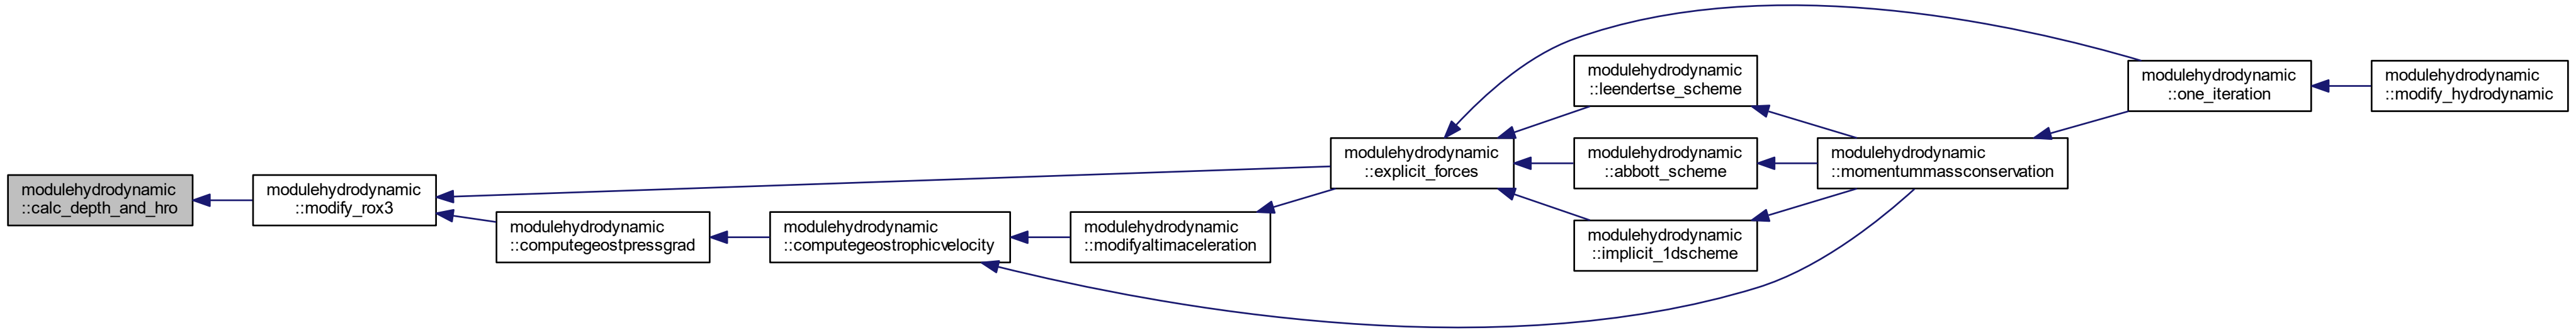 modulehydrodynamic
::calc_depth_and_hro
modulehydrodynamic
::modify_rox3
modulehydrodynamic
::computegeostpressgrad
modulehydrodynamic
::computegeostrophicvelocity
modulehydrodynamic
::modifyaltimaceleration
modulehydrodynamic
::explicit_forces
modulehydrodynamic
::leendertse_scheme
modulehydrodynamic
::abbott_scheme
modulehydrodynamic
::implicit_1dscheme
modulehydrodynamic
::momentummassconservation
modulehydrodynamic
::one_iteration
modulehydrodynamic
::modify_hydrodynamic